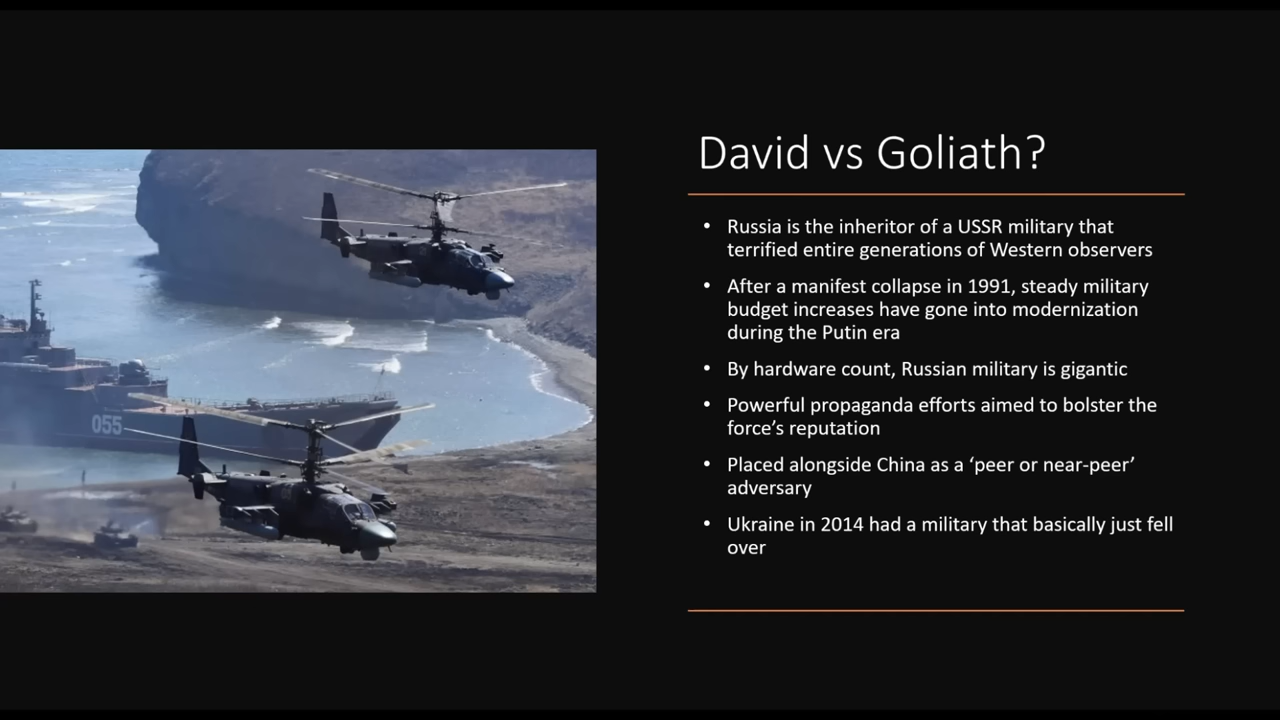 David vs Goliath?
• Russia is the inheritor of a USSR military that
terrified entire generations of Western observers
• After a manifest collapse in 1991, steady military
budget increases have gone into modernization
during the Putin era
• By hardware count, Russian military is gigantic
• Powerful propaganda efforts aimed to bolster the
force’s reputation
• Placed alongside China as a ‘peer or near-peer’
adversary
• Ukraine in 2014 had a military that basically just fell
over
055